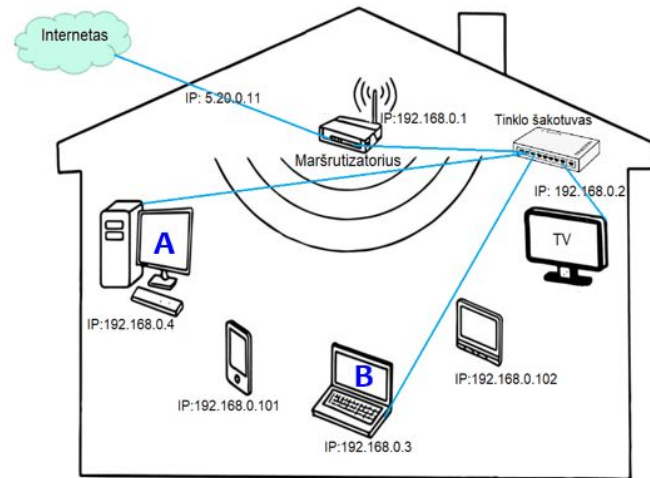 Internetas
IP: 5.20.0.11
IP:192.168.0.1
Maršrutizatorius
Tinklo šakotuvas
IP: 192.168.0.2
TV
A
IP:192.168.0.4
B
IP:192.168.0.102
IP:192.168.0.101
IP:192.168.0.3